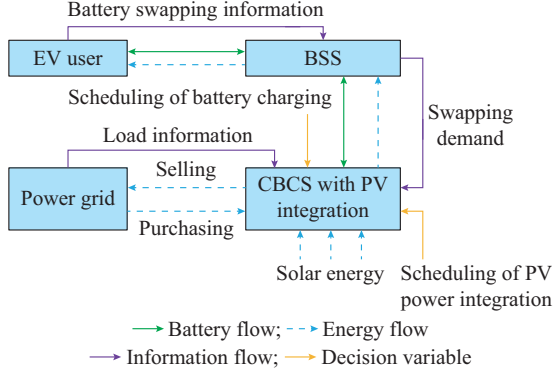 Battery swapping information
EV user
BSS
Scheduling of battery charging
Swapping
demand
Load information
Selling
Power grid
CBCS with PV
integration
Purchasing
Solar energy
Scheduling of PV
power integration
Battery flow;
Energy flow
Information flow;
Decision variable